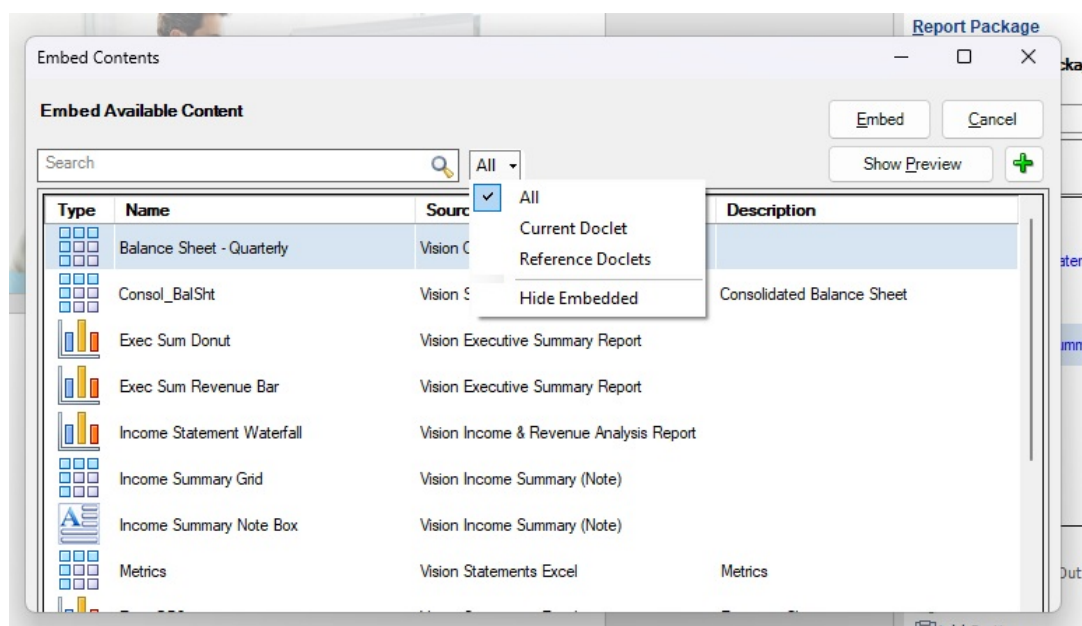 Report Package
Embed Contents
Embed Available Content
Embed
Cancel
Search
All
Show Preview
Type Name Description
All
Current Doclet
Reference Doclets
Hide Embedded
Balance Sheet - Quarterly Vision
Consol_BalSht Vision Consolidated Balance Sheet
Exec Sum Donut Vision Executive Summary Report
Exec Sum Revenue Bar Vision Executive Summary Report
Income Statement Waterfall Vision Income & Revenue Analysis Report
Income Summary Grid Vision Income Summary (Note)
Income Summary Note Box Vision Income Summary (Note)
Metrics Vision Statements Excel Metrics